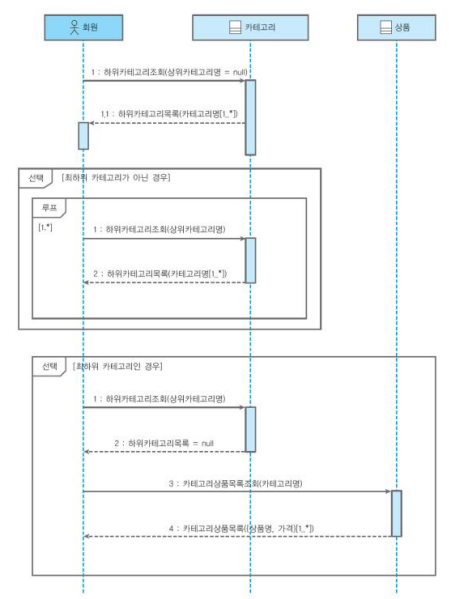 회원
카테고리
상품
1 : 하위카테고리조회(상위카테고리명 = null)
1.1 : 하위카테고리목록(카테고리명[1..*])
선택 [최하위 카테고리가 아닌 경우]
루프
[1..*]
1 : 하위카테고리조회(상위카테고리명)
2 : 하위카테고리목록(카테고리명[1..*])
선택 [최하위 카테고리인 경우]
1 : 하위카테고리조회(상위카테고리명)
2 : 하위카테고리목록 = null
3 : 카테고리상품목록조회(카테고리명)
4 : 카테고리상품목록([상품명, 가격][1..*])